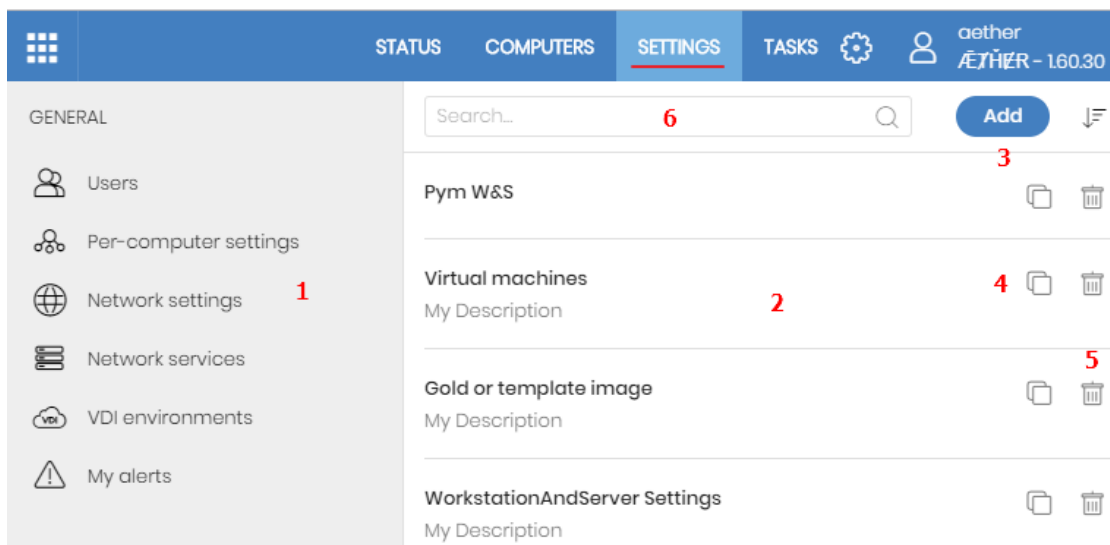 STATUS COMPUTERS SETTINGS TASKS aether
ÆTHER - 1.60.30
GENERAL
Search... 6 Add
3
Users
Pym W&S
Per-computer settings
Virtual machines
4
Network settings 1
My Description 2
Network services
5
Gold or template image
VDI environments
VDI
My Description
My alerts
WorkstationAndServer Settings
My Description